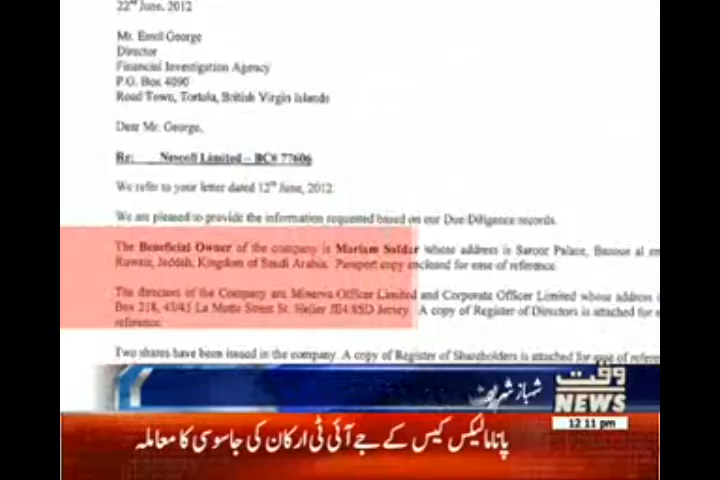 22nd June, 2012
Mr. Errol George
Director
Financial Investigation Agency
P.O. Box 4090
Road Town, Tortola, British Virgin Islands
Dear Mr. George,
Re: Nescoll Limited – BC# 77606
We refer to your letter dated 12th June, 2012.
We are pleased to provide the information requested based on our Due Diligence records.
The Beneficial Owner of the company is Mariam Safdar whose address is Saroor Palace, al
Ruwais, Jeddah, Kingdom of Saudi Arabia. Passport copy enclosed for ease of reference.
The directors of the Company are Minerva Officer Limited and Corporate Officer Limited whose address
Box 218, 43/45 La Motte Street St. Helier JE4 8SD Jersey. A copy of Register of Directors is attached for
reference.
Two shares have been issued in the company. A copy of Register of Shareholders is attached for ease of
شہباز شریف
وقت
NEWS
12:11 pm
پاناما لیکس کیس کے جے آئی ٹی ارکان کی جاسوسی کا معاملہ